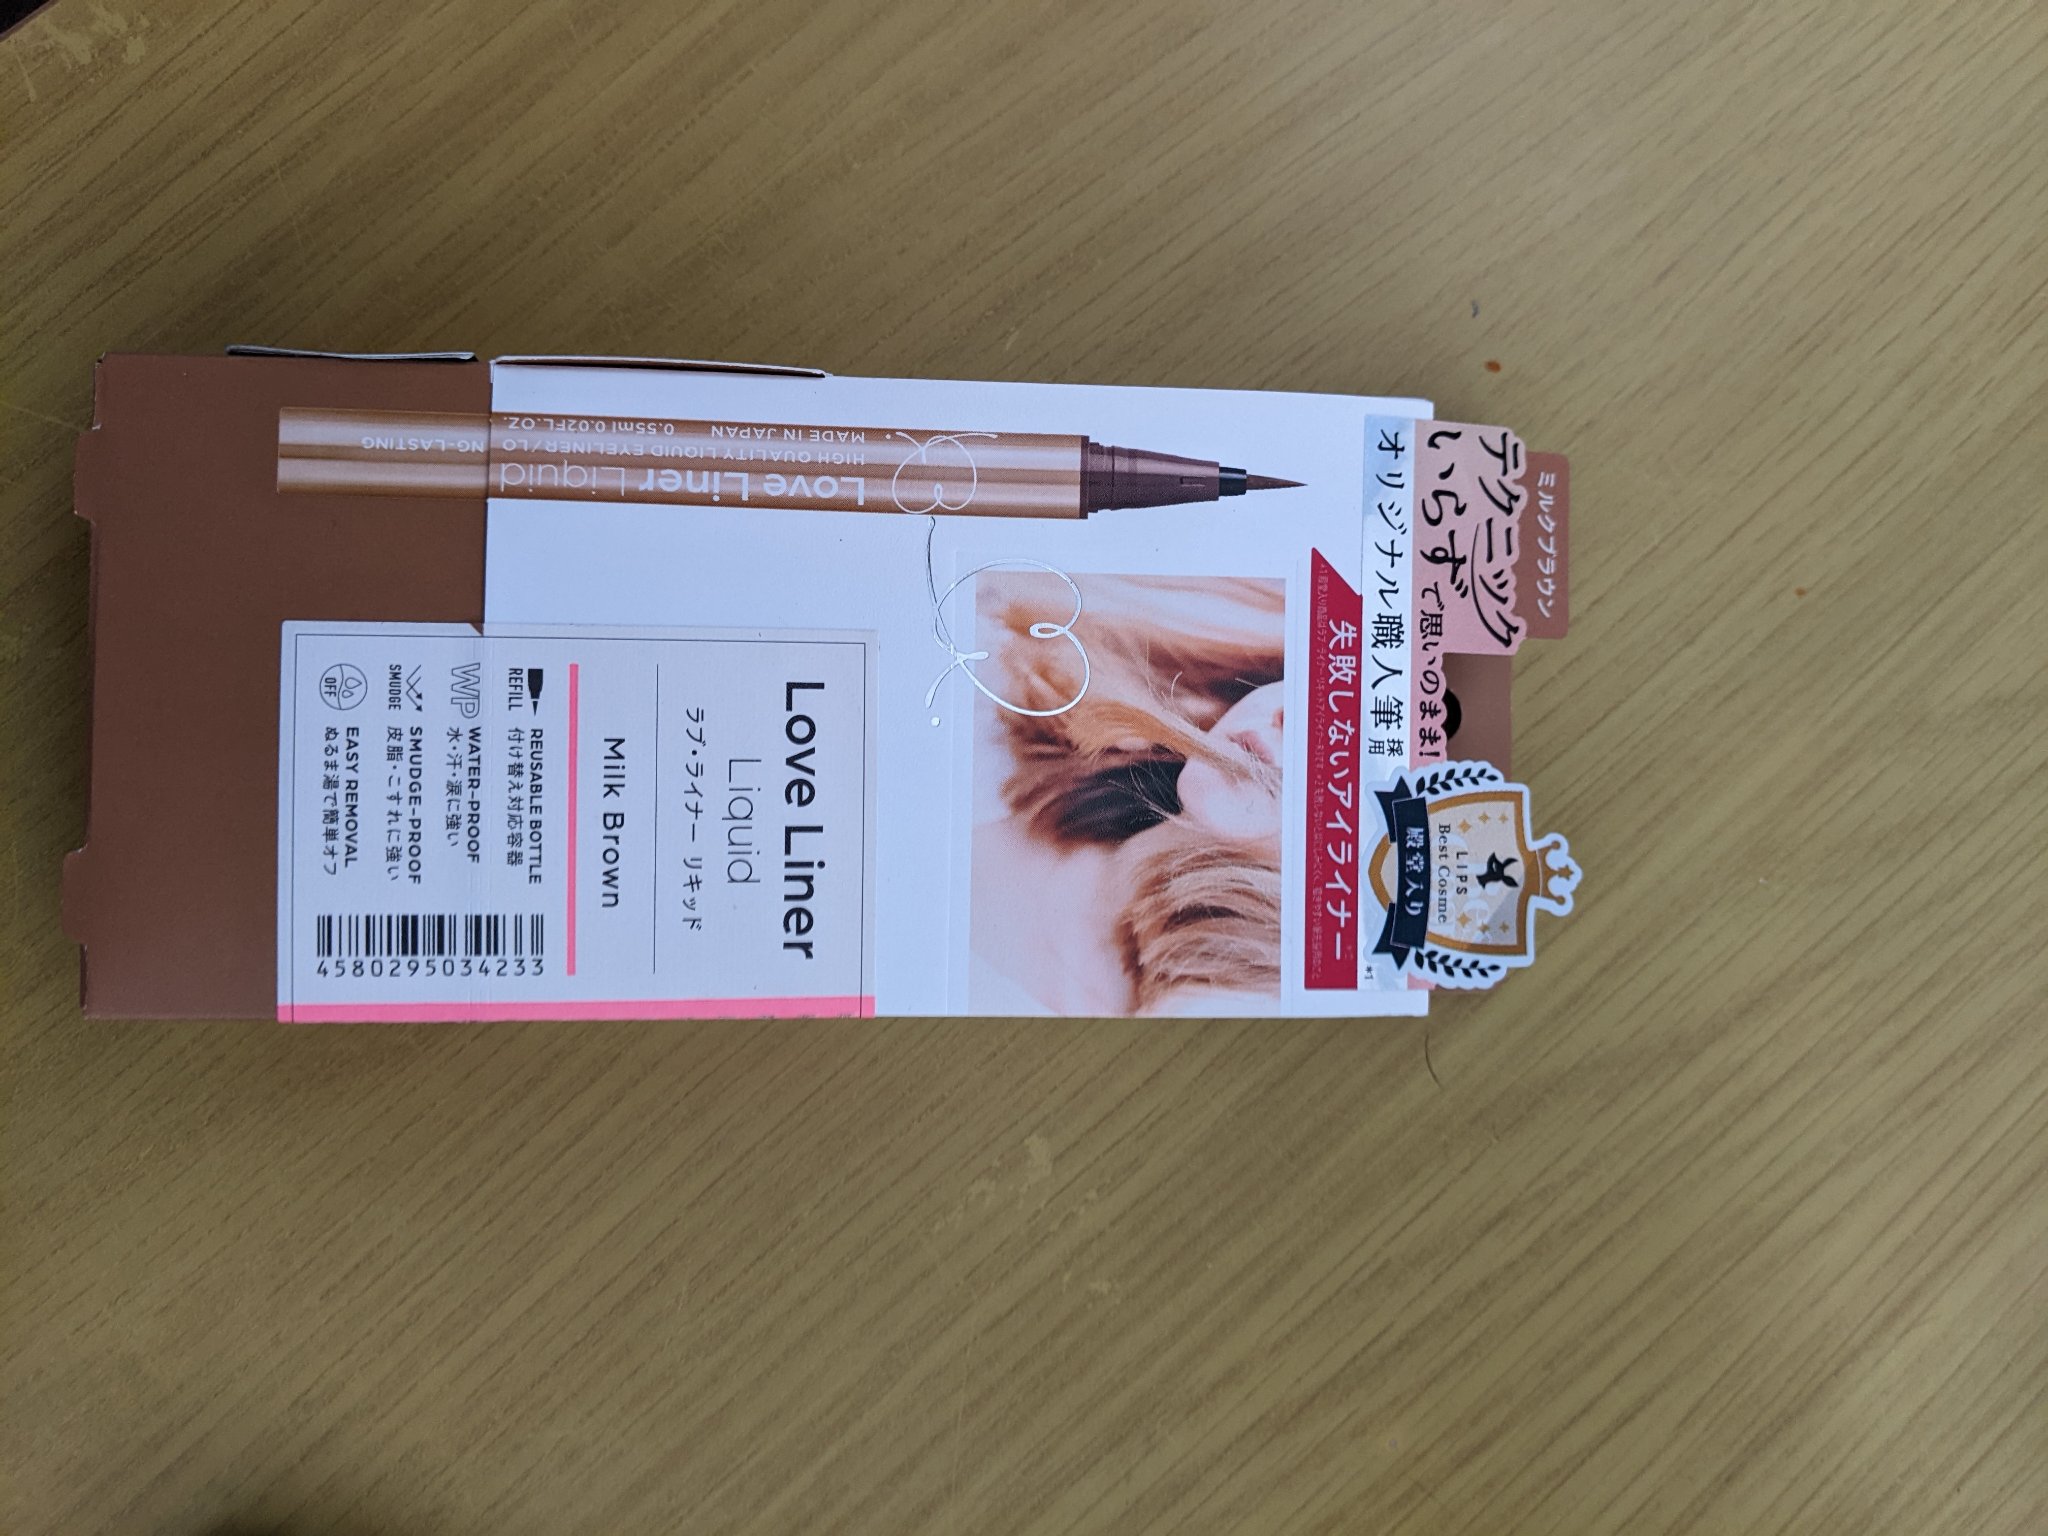 ミルクブラウン
テクニック
いらずで思いのまま!
オリジナル職人筆採用
*1
LIPS
Best Cosme
殿堂入り
失敗しないアイライナー
Love Liner Liquid
HIGH QUALITY LIQUID EYELINER/LONG-LASTING
MADE IN JAPAN 0.55ml 0.02FL.OZ.
Love Liner
Liquid
ラブ・ライナー リキッド
Milk Brown
REFILL
REUSABLE BOTTLE
付け替え対応容器
WP
WATER-PROOF
水・汗・涙に強い
SMUDGE
SMUDGE-PROOF
皮脂・こすれに強い
OFF
EASY REMOVAL
ぬるま湯で簡単オフ
4580295034233